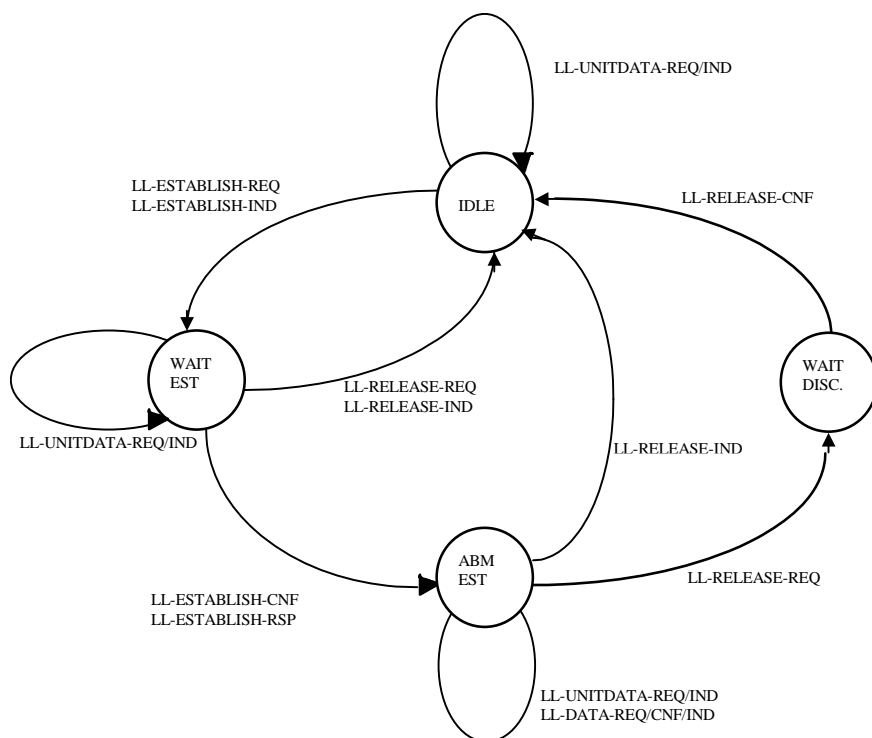 LL-UNITDATA-REQ/IND
LL-ESTABLISH-REQ
LL-ESTABLISH-IND
LL-RELEASE-CNF
IDLE
WAIT
EST
WAIT
DISC.
LL-RELEASE-REQ
LL-RELEASE-IND
LL-UNITDATA-REQ/IND
LL-RELEASE-IND
ABM
EST
LL-RELEASE-REQ
LL-ESTABLISH-CNF
LL-ESTABLISH-RSP
LL-UNITDATA-REQ/IND
LL-DATA-REQ/CNF/IND